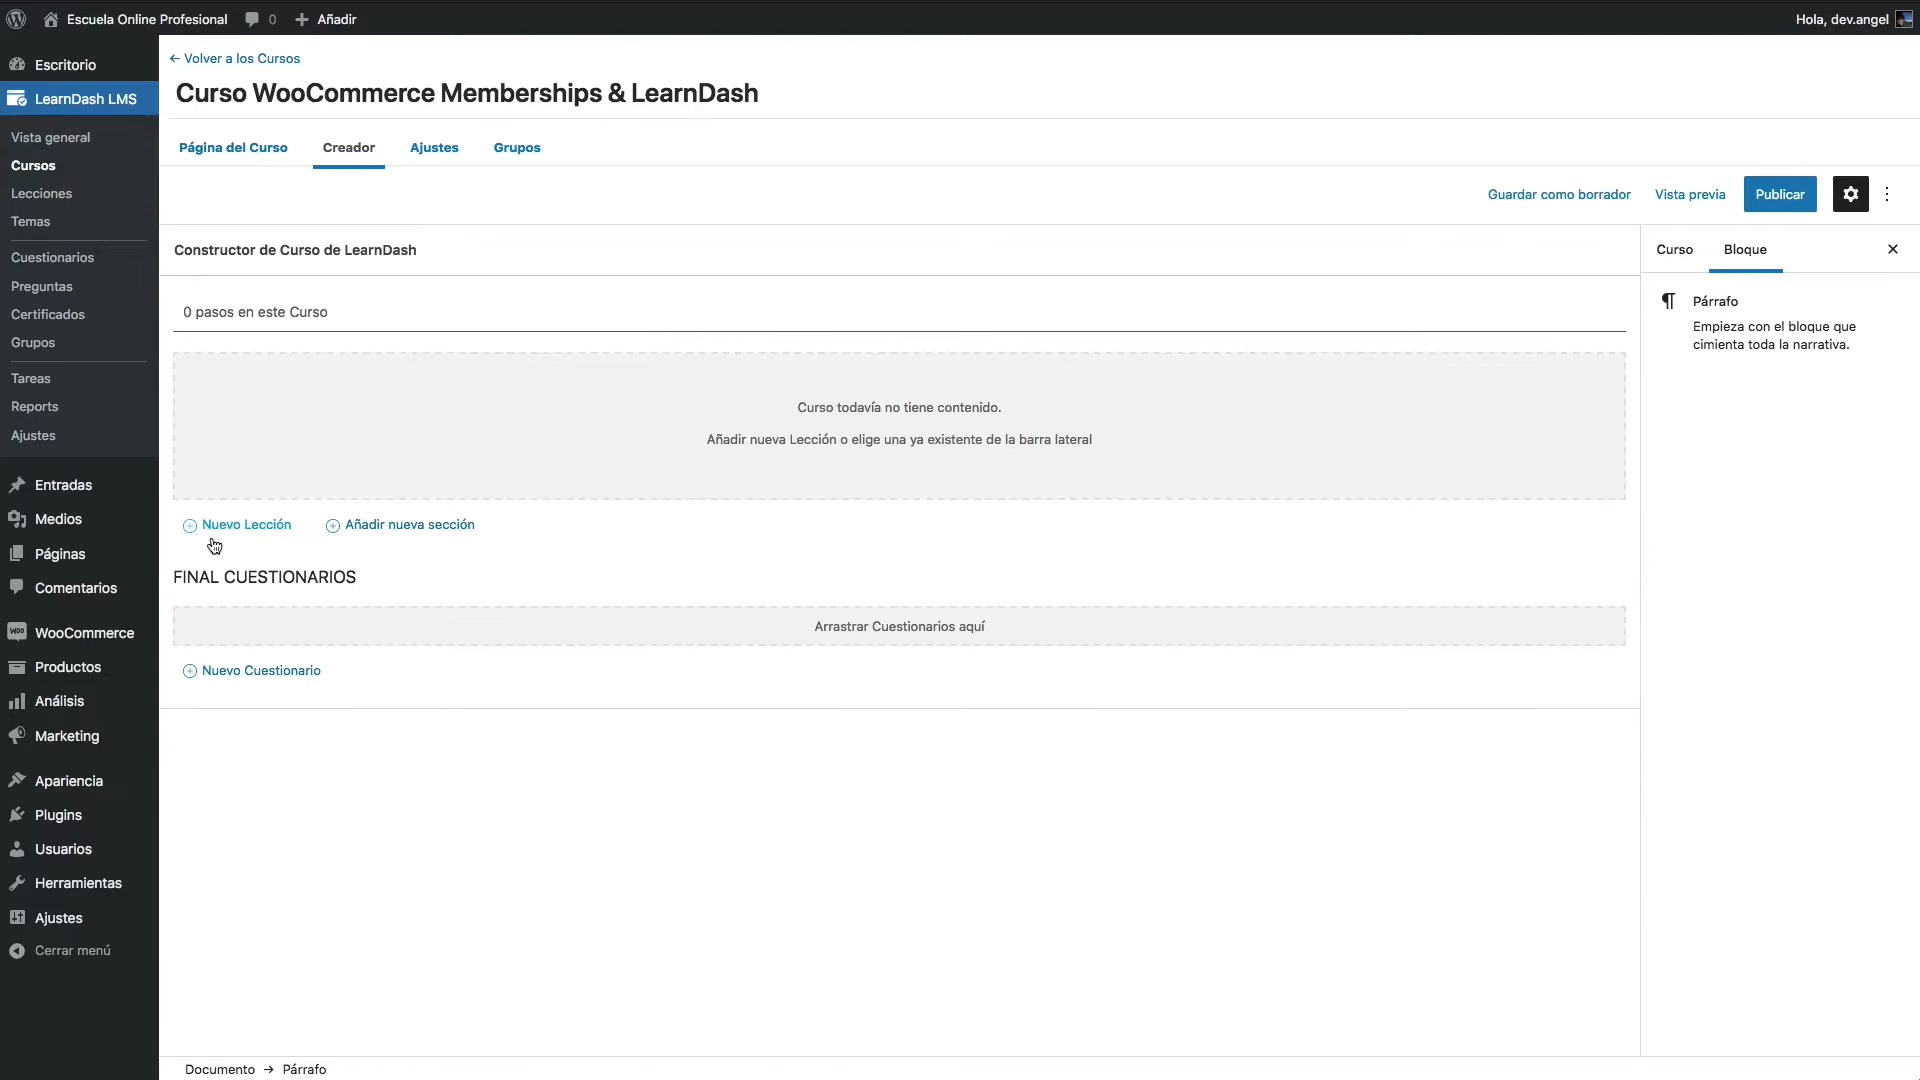 Escuela Online Profesional 0 Añadir Hola, dev.angel
Escritorio
LearnDash LMS
Vista general
Cursos
Lecciones
Temas
Cuestionarios
Preguntas
Certificados
Grupos
Tareas
Reports
Ajustes
Entradas
Medios
Páginas
Comentarios
WooCommerce
Productos
Análisis
Marketing
Apariencia
Plugins
Usuarios
Herramientas
Ajustes
Cerrar menú
← Volver a los Cursos
Curso WooCommerce Memberships & LearnDash
Página del Curso Creador Ajustes Grupos
Guardar como borrador Vista previa Publicar
Constructor de Curso de LearnDash
0 pasos en este Curso
Curso todavía no tiene contenido.
Añadir nueva Lección o elige una ya existente de la barra lateral
Nuevo Lección Añadir nueva sección
FINAL CUESTIONARIOS
Arrastrar Cuestionarios aquí
Nuevo Cuestionario
Curso Bloque
Párrafo
Empieza con el bloque que
cimienta toda la narrativa.
Documento → Párrafo